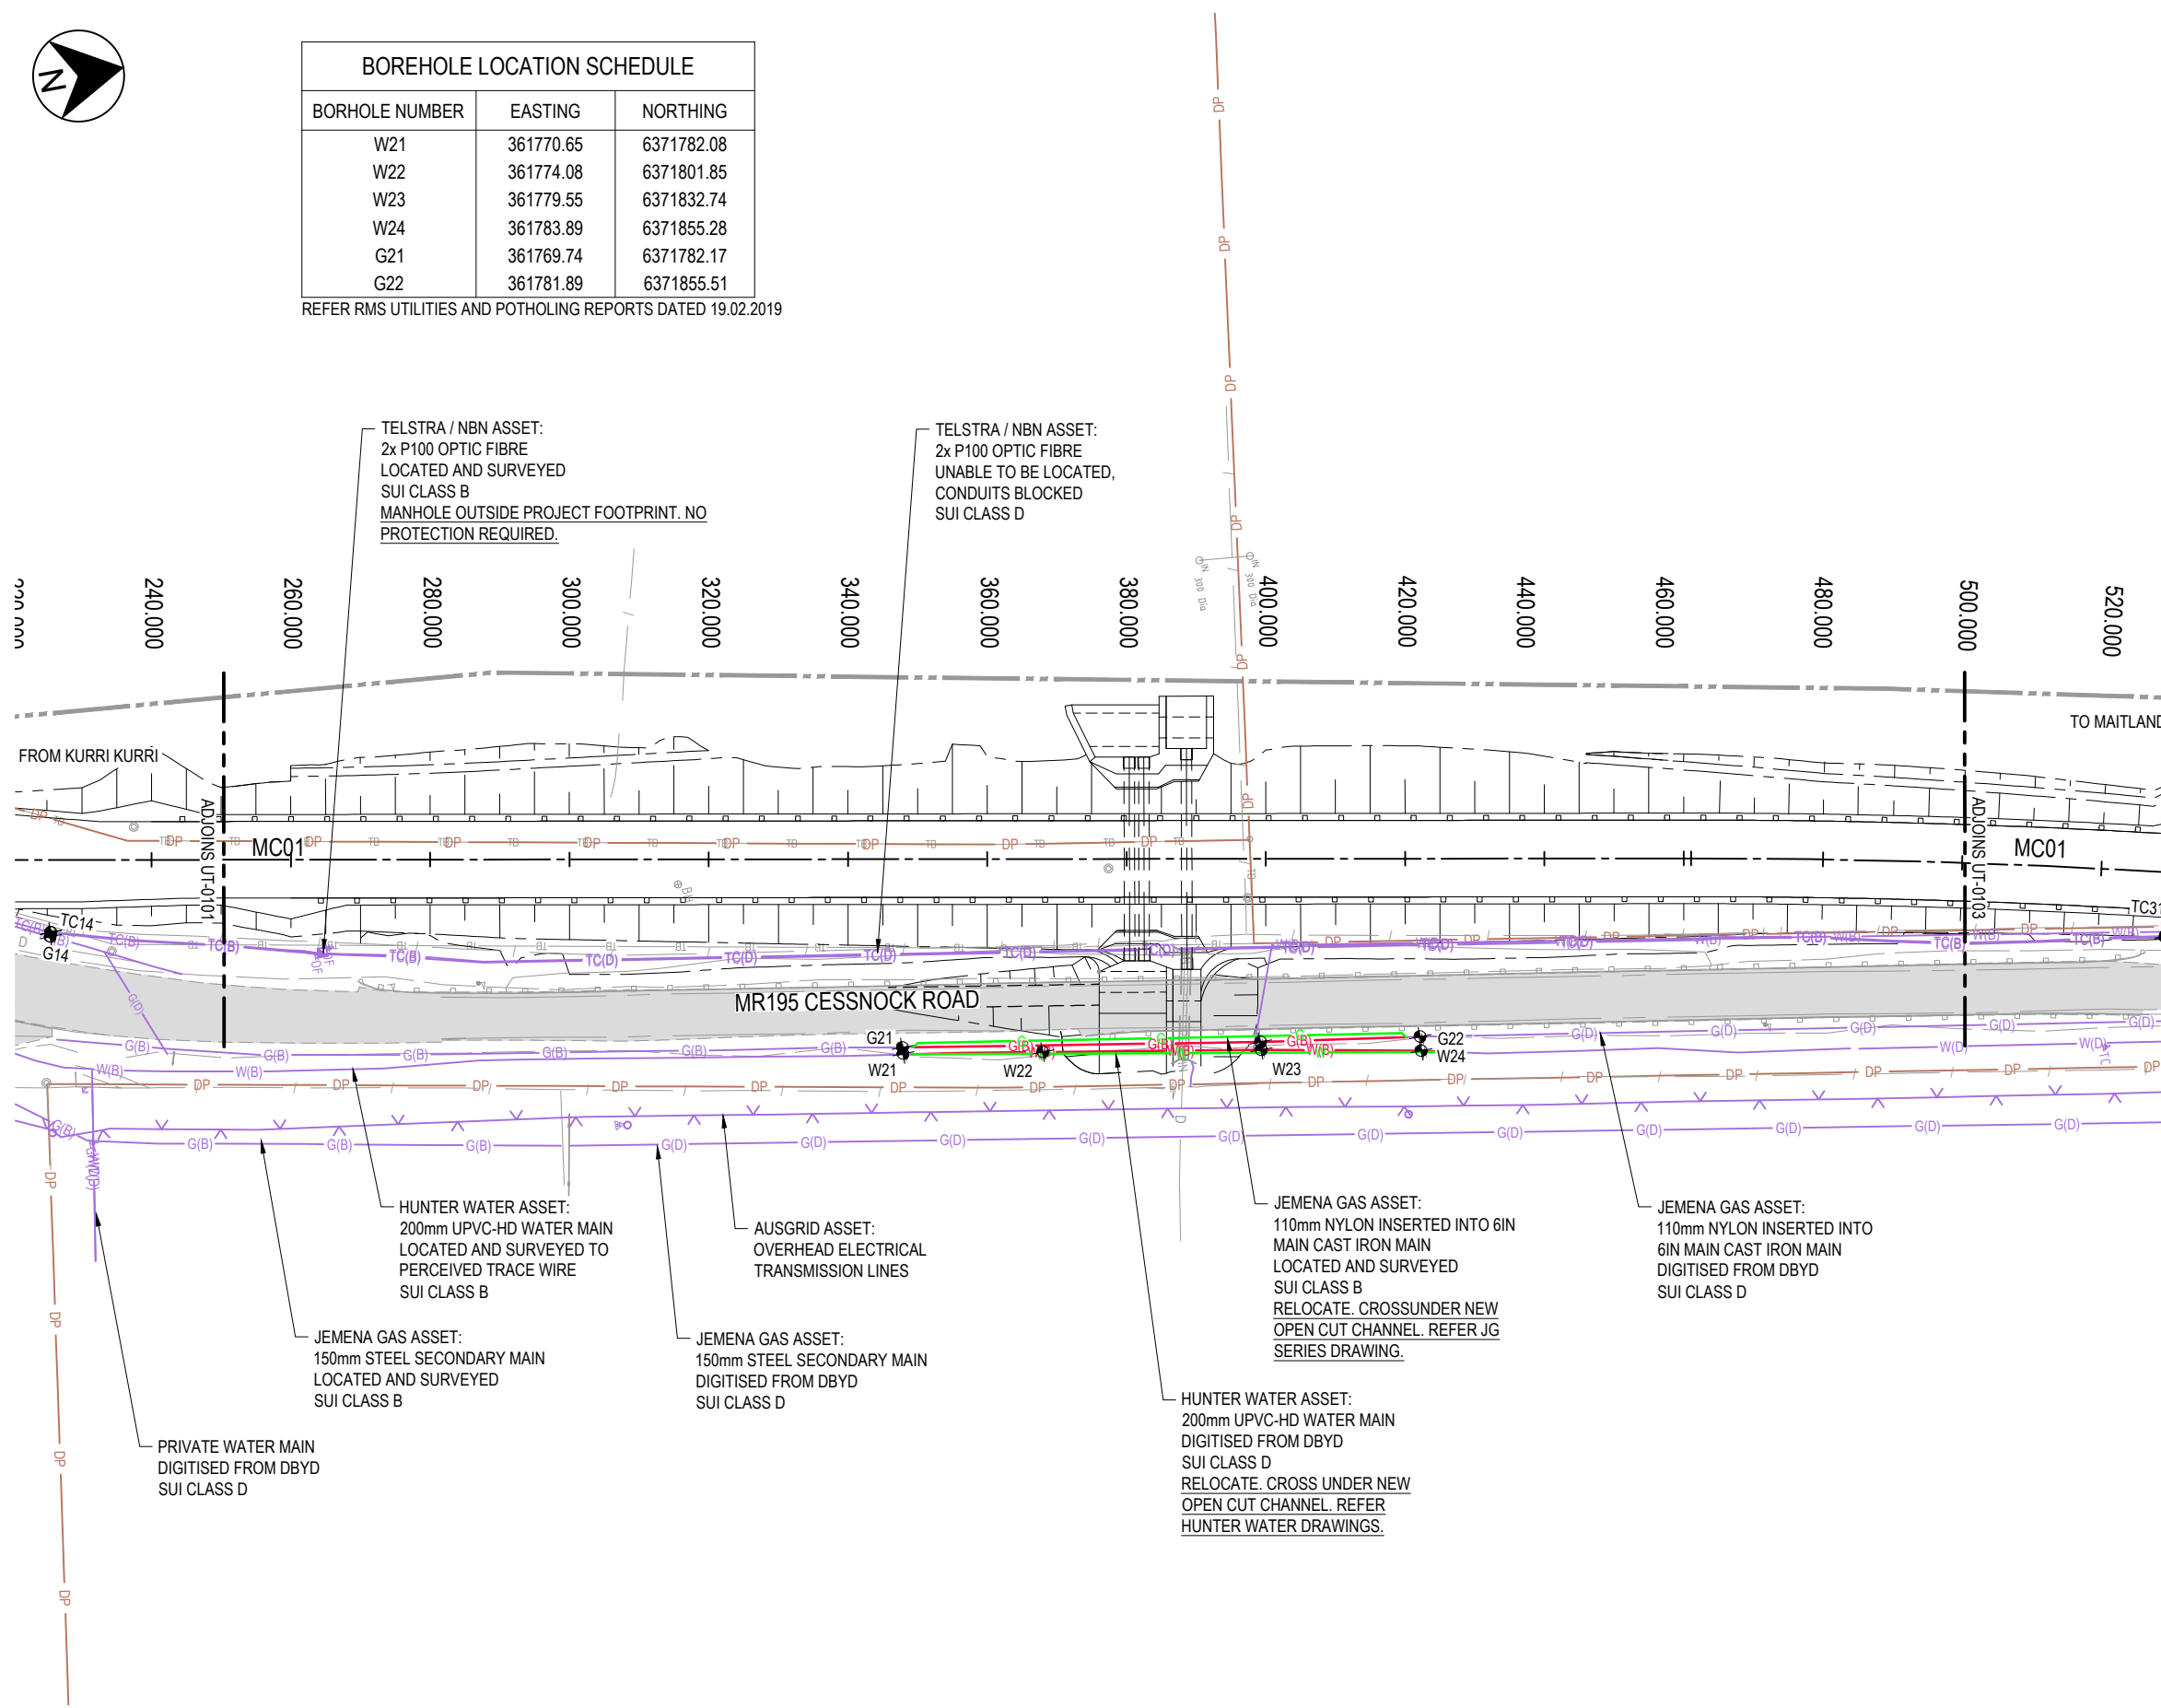 N
BOREHOLE LOCATION SCHEDULE
BORHOLE NUMBER EASTING NORTHING
W21 361770.65 6371782.08
W22 361774.08 6371801.85
W23 361779.55 6371832.74
W24 361783.89 6371855.28
G21 361769.74 6371782.17
G22 361781.89 6371855.51
REFER RMS UTILITIES AND POTHOLING REPORTS DATED 19.02.2019
TELSTRA / NBN ASSET:
2x P100 OPTIC FIBRE
LOCATED AND SURVEYED
SUI CLASS B
MANHOLE OUTSIDE PROJECT FOOTPRINT. NO
PROTECTION REQUIRED.
TELSTRA / NBN ASSET:
2x P100 OPTIC FIBRE
UNABLE TO BE LOCATED,
CONDUITS BLOCKED
SUI CLASS D
IN 300 Dia
IN 300 Dia
240.000
260.000
280.000
300.000
320.000
340.000
360.000
380.000
400.000
420.000
440.000
460.000
480.000
500.000
520.000
FROM KURRI KURRI
TO MAITLAND
ADJOINS UT-0101
MC01
ADJOINS UT-0103
MC01
TC14
G14
TC31
MR195 CESSNOCK ROAD
G21
W21
W22
W23
G22
W24
HUNTER WATER ASSET:
200mm UPVC-HD WATER MAIN
LOCATED AND SURVEYED TO
PERCEIVED TRACE WIRE
SUI CLASS B
AUSGRID ASSET:
OVERHEAD ELECTRICAL
TRANSMISSION LINES
JEMENA GAS ASSET:
110mm NYLON INSERTED INTO 6IN
MAIN CAST IRON MAIN
LOCATED AND SURVEYED
SUI CLASS B
RELOCATE. CROSSUNDER NEW
OPEN CUT CHANNEL. REFER JG
SERIES DRAWING.
JEMENA GAS ASSET:
110mm NYLON INSERTED INTO
6IN MAIN CAST IRON MAIN
DIGITISED FROM DBYD
SUI CLASS D
JEMENA GAS ASSET:
150mm STEEL SECONDARY MAIN
LOCATED AND SURVEYED
SUI CLASS B
JEMENA GAS ASSET:
150mm STEEL SECONDARY MAIN
DIGITISED FROM DBYD
SUI CLASS D
HUNTER WATER ASSET:
200mm UPVC-HD WATER MAIN
DIGITISED FROM DBYD
SUI CLASS D
RELOCATE. CROSS UNDER NEW
OPEN CUT CHANNEL. REFER
HUNTER WATER DRAWINGS.
PRIVATE WATER MAIN
DIGITISED FROM DBYD
SUI CLASS D